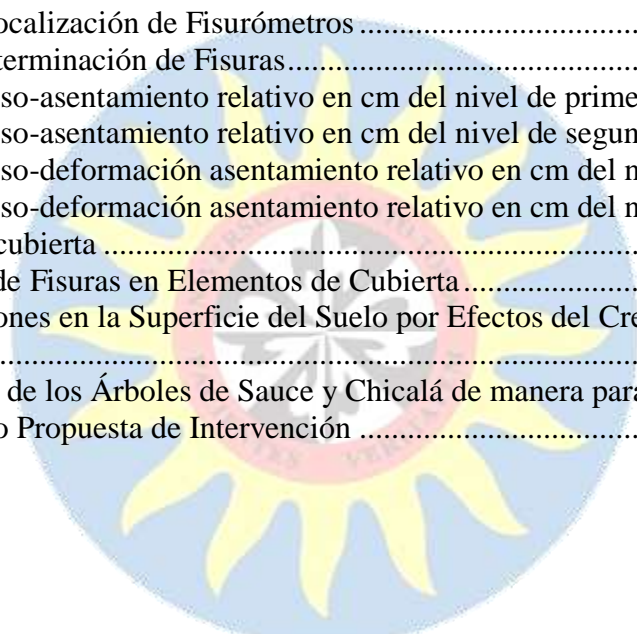 ocalización de Fisurómetros ....................................
terminación de Fisuras..............................................
so-asentamiento relativo en cm del nivel de prime
so-asentamiento relativo en cm del nivel de segun
so-deformación asentamiento relativo en cm del n
so-deformación asentamiento relativo en cm del n
cubierta ......................................................................
de Fisuras en Elementos de Cubierta.......................
ones en la Superficie del Suelo por Efectos del Cre
....................................................................................
de los Árboles de Sauce y Chicalá de manera para
o Propuesta de Intervención ....................................